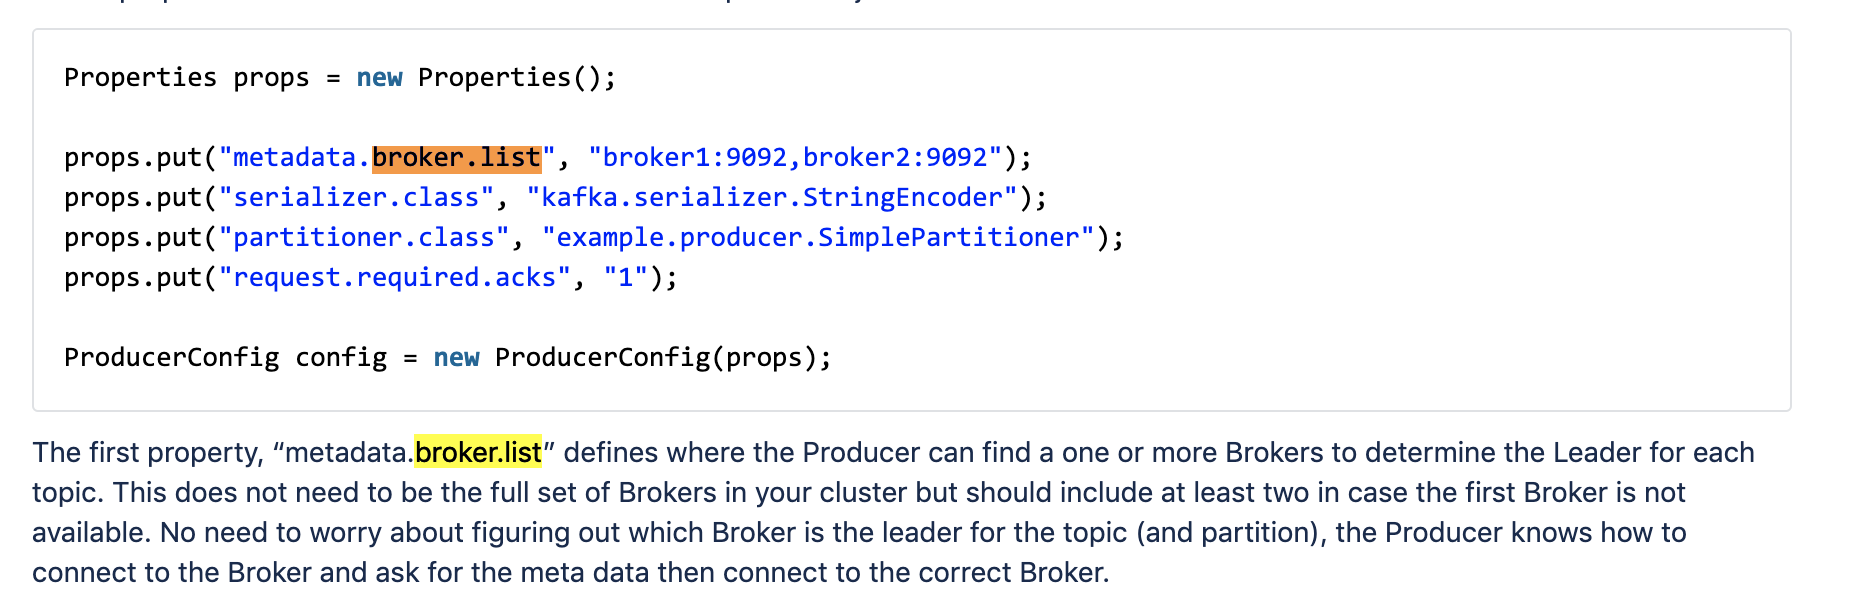 Properties props = new Properties();
props.put("metadata.broker.list", "broker1:9092,broker2:9092");
props.put("serializer.class", "kafka.serializer.StringEncoder");
props.put("partitioner.class", "example.producer.SimplePartitioner");
props.put("request.required.acks", "1");
ProducerConfig config = new ProducerConfig(props);
The first property, “metadata.broker.list” defines where the Producer can find a one or more Brokers to determine the Leader for each
topic. This does not need to be the full set of Brokers in your cluster but should include at least two in case the first Broker is not
available. No need to worry about figuring out which Broker is the leader for the topic (and partition), the Producer knows how to
connect to the Broker and ask for the meta data then connect to the correct Broker.